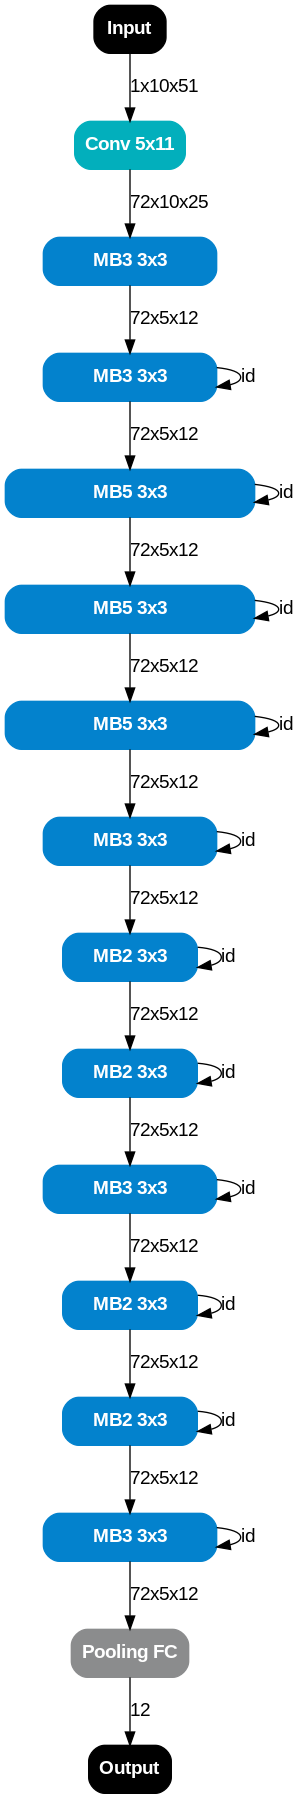 Input
1x10x51
Conv 5x11
72x10x25
MB3 3x3
72x5x12
MB3 3x3
id
72x5x12
MB5 3x3
id
72x5x12
MB5 3x3
id
72x5x12
MB5 3x3
id
72x5x12
MB3 3x3
id
72x5x12
MB2 3x3
id
72x5x12
MB2 3x3
id
72x5x12
MB3 3x3
id
72x5x12
MB2 3x3
id
72x5x12
MB2 3x3
id
72x5x12
MB3 3x3
id
72x5x12
Pooling FC
12
Output